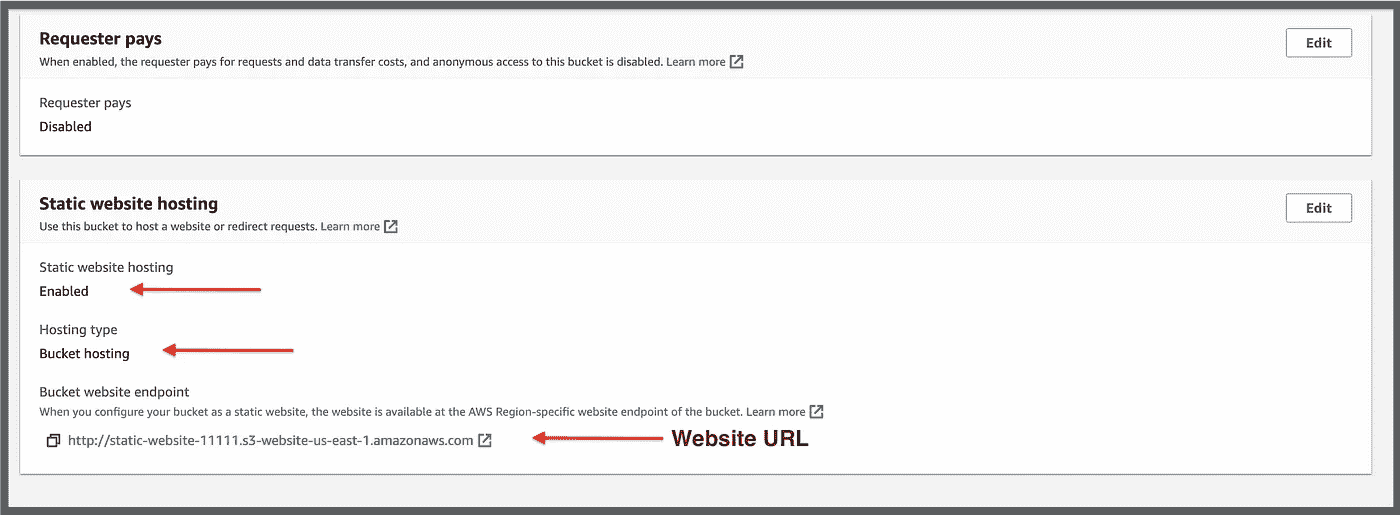 Requester pays
Edit
When enabled, the requester pays for requests and data transfer costs, and anonymous access to this bucket is disabled. Learn more
Requester pays
Disabled
Static website hosting
Edit
Use this bucket to host a website or redirect requests. Learn more
Static website hosting
Enabled
Hosting type
Bucket hosting
Bucket website endpoint
When you configure your bucket as a static website, the website is available at the AWS Region-specific website endpoint of the bucket. Learn more
http://static-website-11111.s3-website-us-east-1.amazonaws.com
Website URL